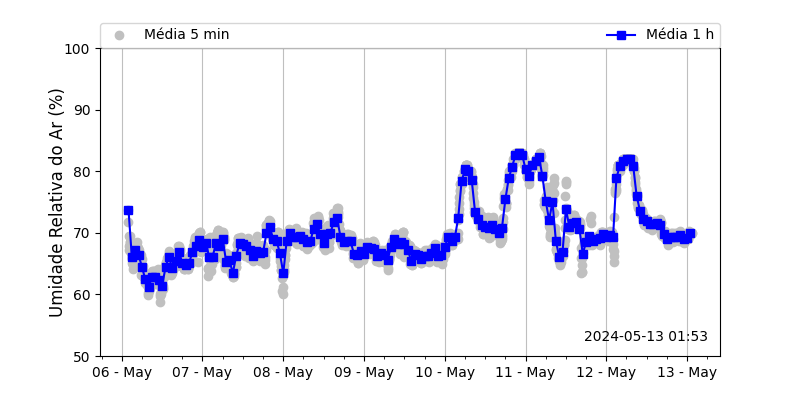 Média 5 min
Média 1 h
Umidade Relativa do Ar (%)
100
90
80
70
60
50
2024-05-13 01:53
06 - May
07 - May
08 - May
09 - May
10 - May
11 - May
12 - May
13 - May